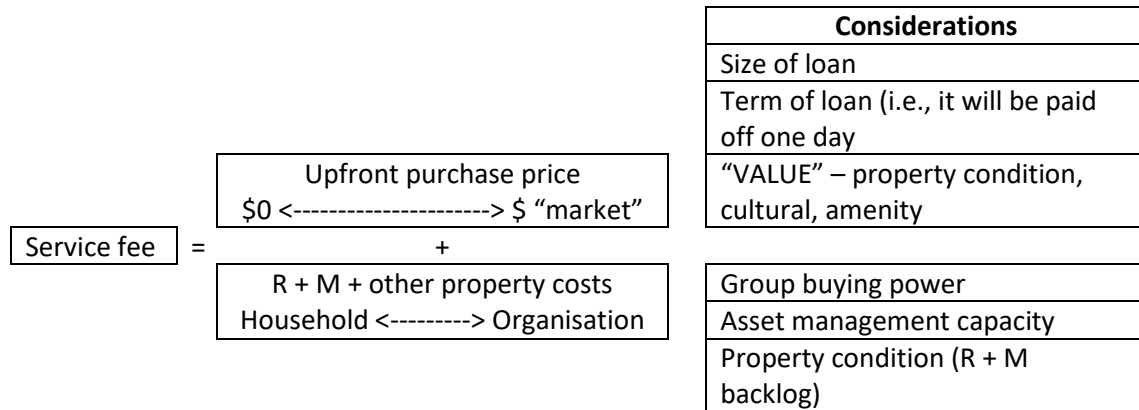 Considerations
Size of loan
Term of loan (i.e., it will be paid
off one day
Upfront purchase price
$0 <----------------------> $ “market”
“VALUE” – property condition,
cultural, amenity
Service fee =
+
R + M + other property costs
Household <---------> Organisation
Group buying power
Asset management capacity
Property condition (R + M
backlog)